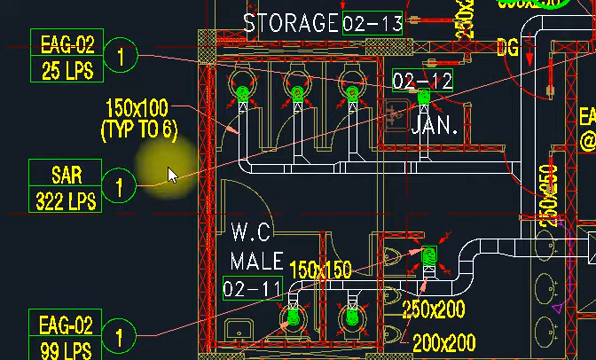 STORAGE 02-13
EAG-02 1
25 LPS
DG
02-12
150x100
(TYP TO 6)
JAN.
SAR 1
322 LPS
250x250
W.C
MALE
02-11
150x150
250x200
200x200
EAG-02 1
99 LPS
EA
@